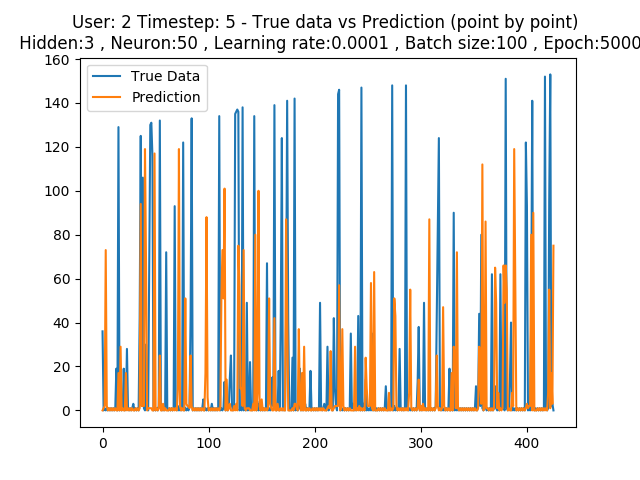 User: 2 Timestep: 5 - True data vs Prediction (point by point)
Hidden:3 , Neuron:50 , Learning rate:0.0001 , Batch size:100 , Epoch:5000
160
140
120
100
80
60
40
20
0
True Data
Prediction
0 100 200 300 400